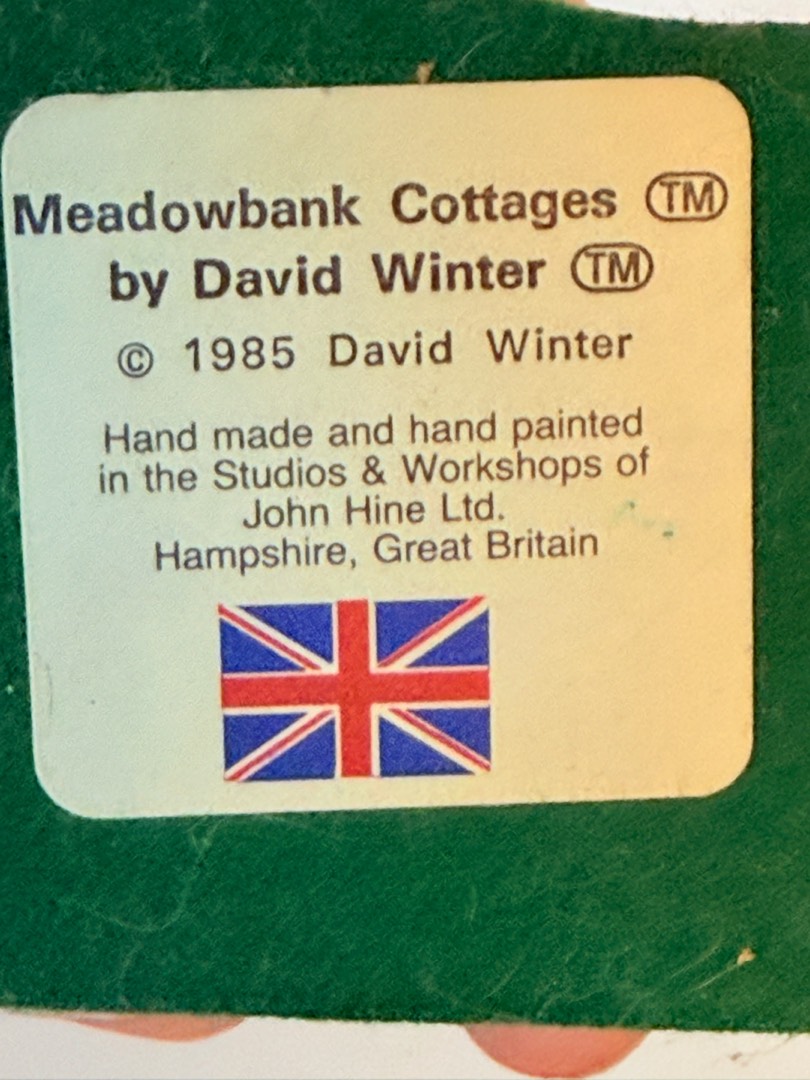 Meadowbank Cottages TM
by David Winter TM
© 1985 David Winter
Hand made and hand painted
in the Studios & Workshops of
John Hine Ltd.
Hampshire, Great Britain